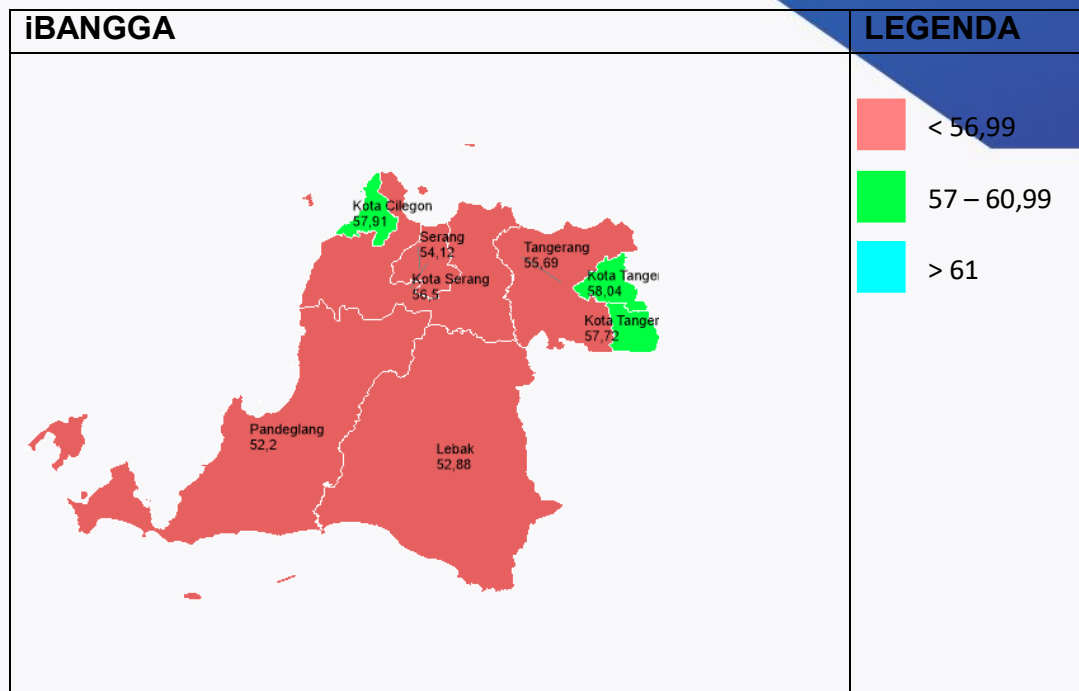 iBANGGA
LEGENDA
< 56,99
57 – 60,99
> 61
Kota Cilegon
57,91
Serang
54,12
Kota Serang
56,5
Tangerang
55,69
Kota Tanger
58,04
Kota Tanger
57,72
Pandeglang
52,2
Lebak
52,88